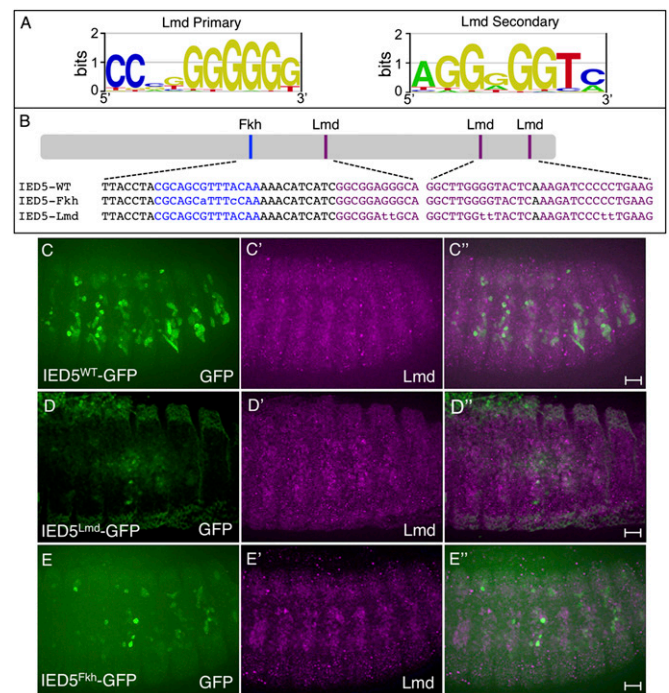 A
Lmd Primary
Lmd Secondary
bits
2
1
0
5'
3'
bits
2
1
0
5'
3'
B
Fkh
Lmd
Lmd
Lmd
IED5-WT TTACCTACGCAGCGTTTACAAAAACATCATCGGCGGAGGGCA GGCTTGGGGTACTCAAAGATCCCCCTGAAG
IED5-Fkh TTACCTACGCAGCaTTTcCAAAAACATCATCGGCGGAGGGCA GGCTTGGGGTACTCAAAGATCCCCCTGAAG
IED5-Lmd TTACCTACGCAGCGTTTACAAAAACATCATCGGCGGAttGCA GGCTTGGttTACTCAAAGATCCCCttTGAAG
C
IED5WT-GFP
GFP
C'
Lmd
C''
D
IED5Lmd-GFP
GFP
D'
Lmd
D''
E
IED5Fkh-GFP
GFP
E'
Lmd
E''